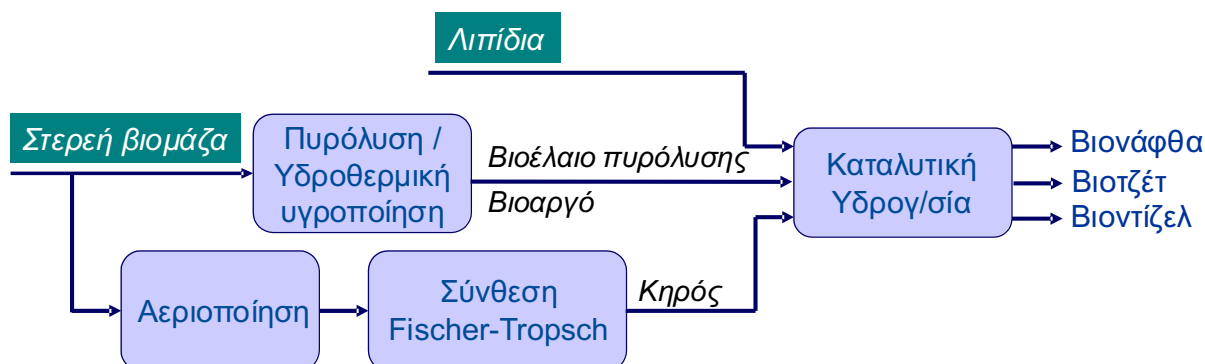 Λιπίδια
Στερεή βιομάζα
Πυρόλυση /
Υδροθερμική
υγροποίηση
Βιοέλαιο πυρόλυσης
Βιοαργό
Καταλυτική
Υδρογ/σία
Βιονάφθα
Βιοτζέτ
Βιοντίζελ
Αεριοποίηση
Σύνθεση
Fischer-Tropsch
Κηρός